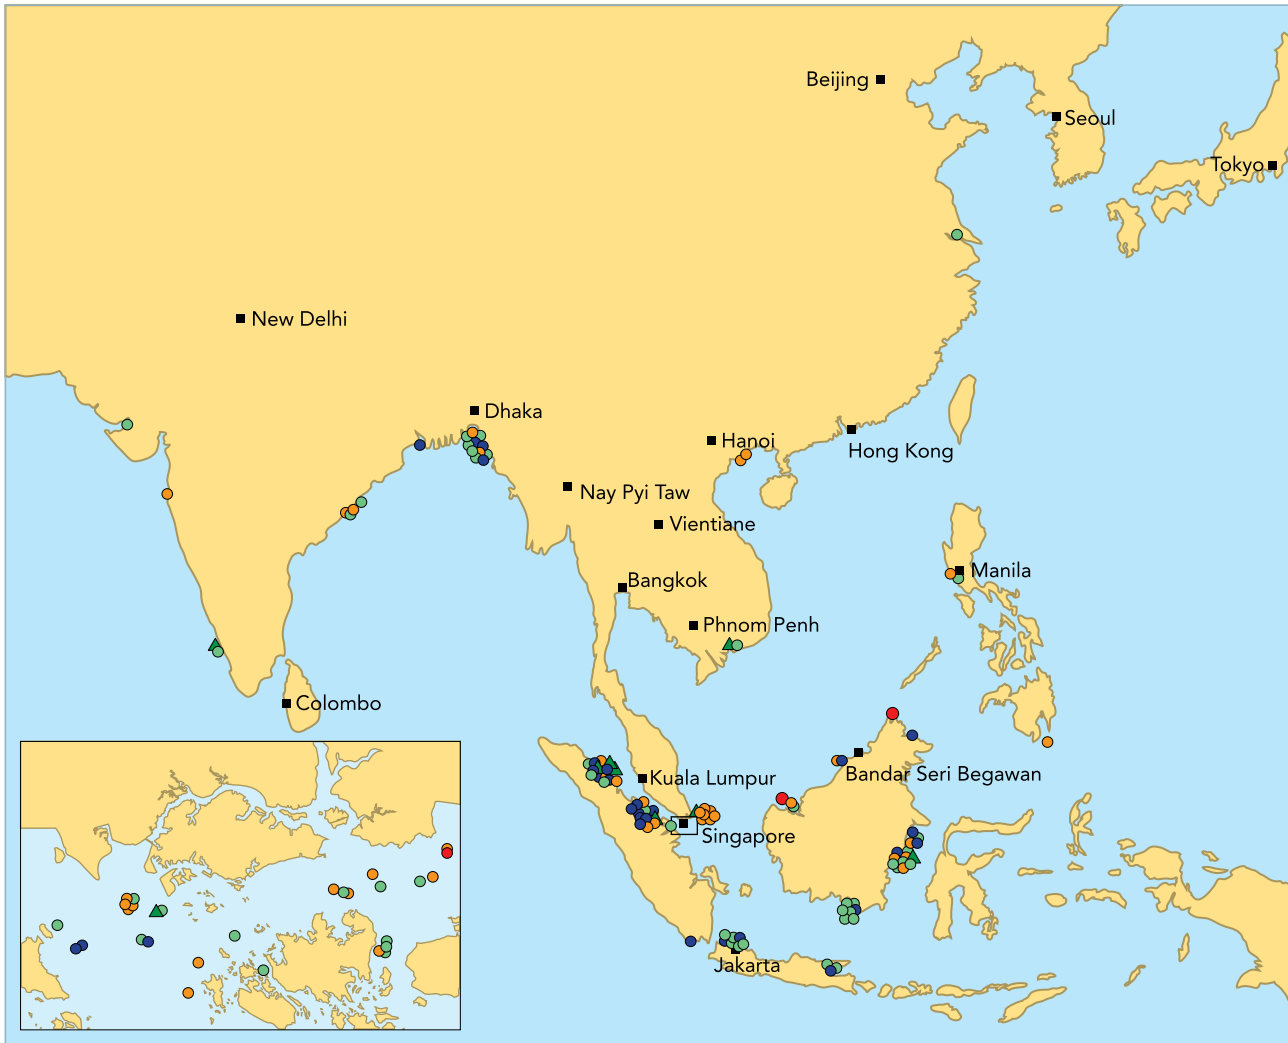 Beijing
Seoul
Tokyo
New Delhi
Dhaka
Hanoi
Hong Kong
Nay Pyi Taw
Vientiane
Manila
Bangkok
Phnom Penh
Colombo
Kuala Lumpur
Bandar Seri Begawan
Singapore
Jakarta